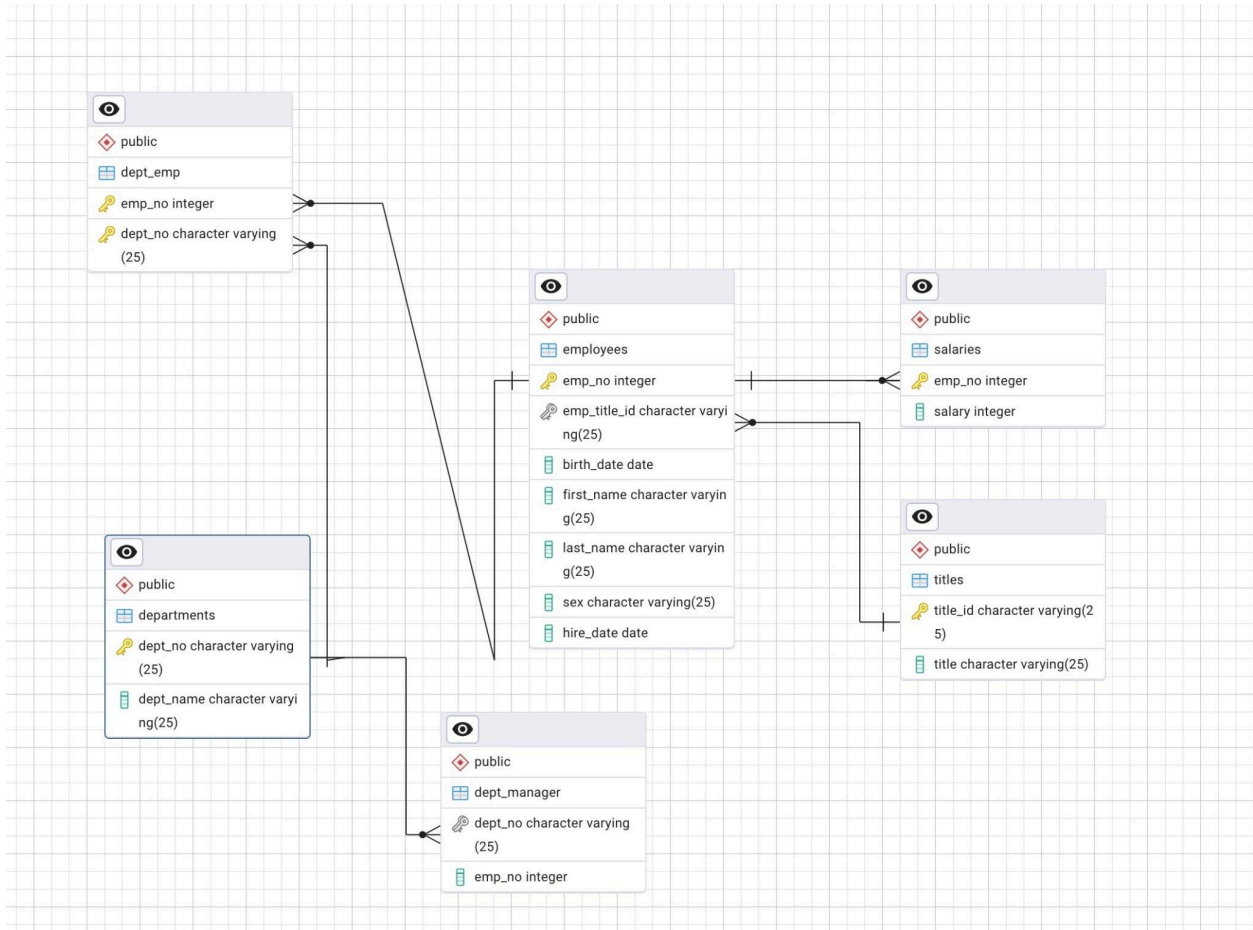 public
dept_emp
emp_no integer
dept_no character varying
(25)
public
employees
emp_no integer
emp_title_id character varyi
ng(25)
birth_date date
first_name character varyin
g(25)
last_name character varyin
g(25)
sex character varying(25)
hire_date date
public
salaries
emp_no integer
salary integer
public
departments
dept_no character varying
(25)
dept_name character varyi
ng(25)
public
titles
title_id character varying(2
5)
title character varying(25)
public
dept_manager
dept_no character varying
(25)
emp_no integer